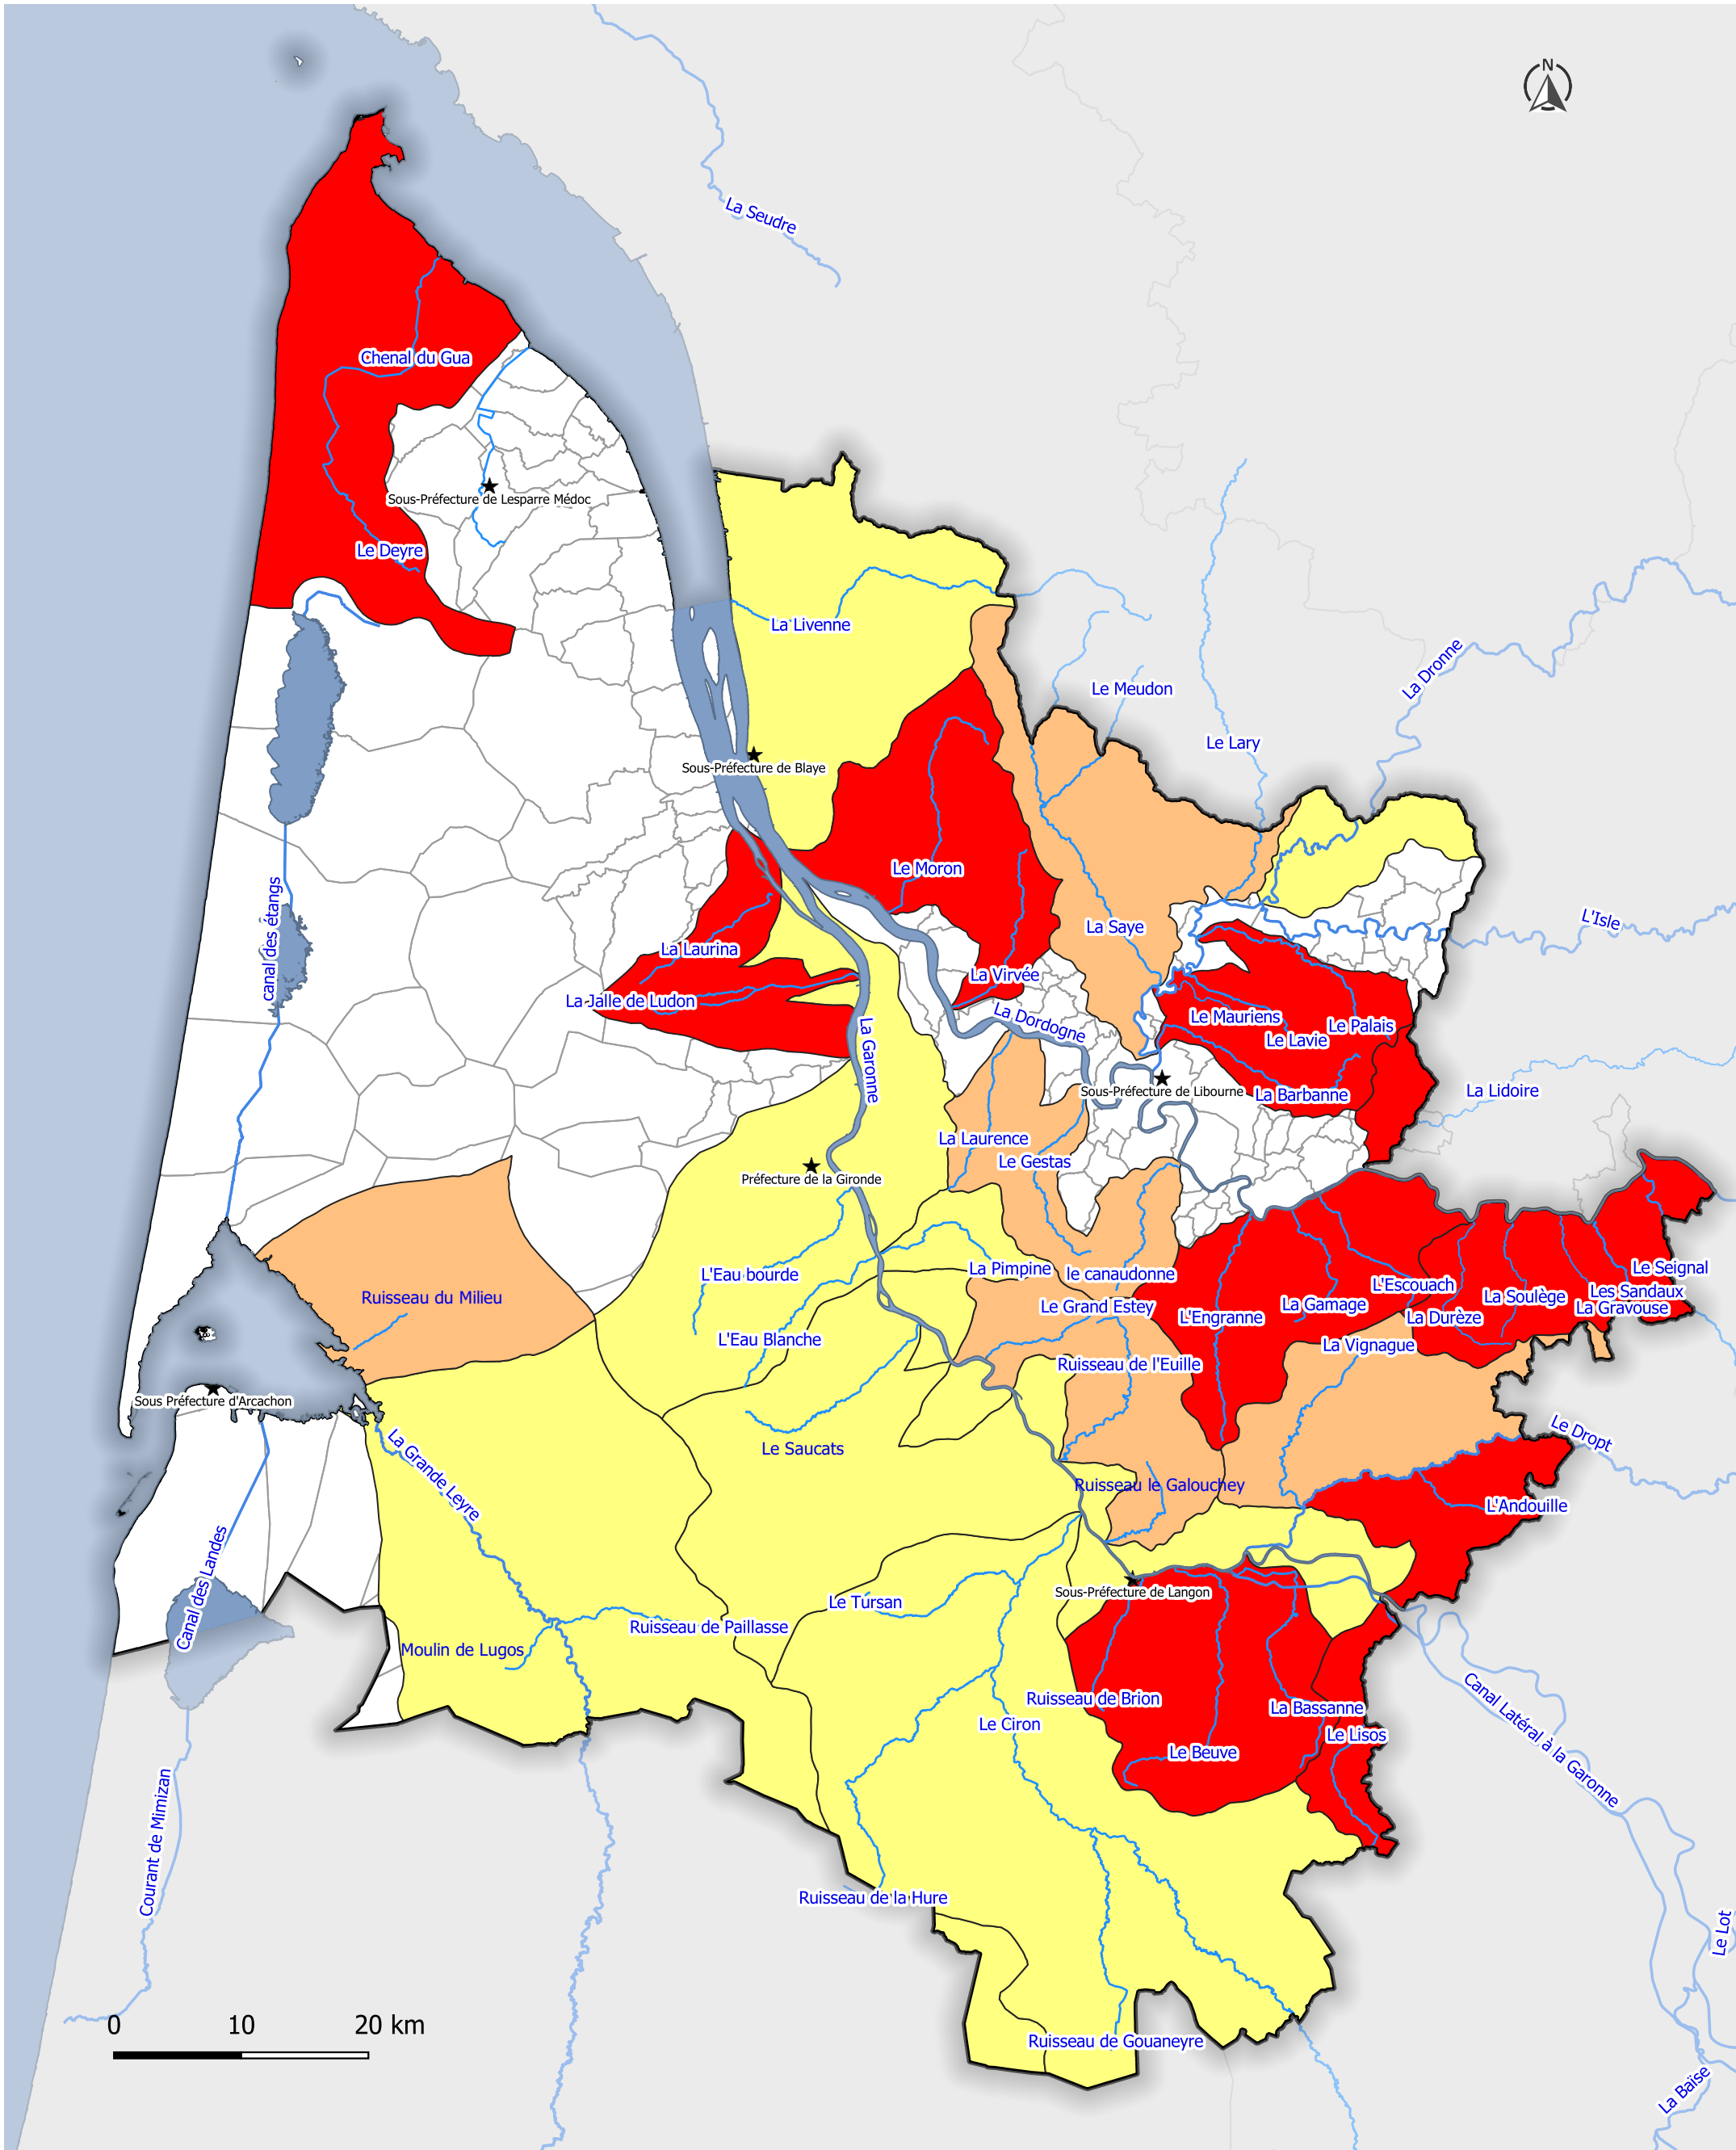 N
La Seudre
Chenal du Gua
Sous-Préfecture de Lesparre Médoc
Le Deyre
La Livenne
La Dronne
Le Meudon
Le Lary
Sous-Préfecture de Blaye
Le Moron
L'Isle
La Saye
canal des étangs
La Laurina
La Virvée
La Jalle de Ludon
La Dordogne
Le Mauriens
Le Palais
Le Lavie
La Garonne
Sous-Préfecture de Libourne
La Barbanne
La Lidoire
La Laurence
Le Gestas
Préfecture de la Gironde
La Pimpine
le canaudonne
L'Eau bourde
Le Seignal
L'Escouach
Les Sandaux
La Soulège
Ruisseau du Milieu
La Gamage
Le Grand Estey
La Gravouse
L'Engranne
La Durèze
L'Eau Blanche
La Vignague
Ruisseau de l'Euille
Sous Préfecture d'Arcachon
Le Dropt
Le Saucats
La Grande Leyre
Ruisseau le Galouchey
L'Andouille
Canal des Landes
Sous-Préfecture de Langon
Le Tursan
Ruisseau de Paillasse
Moulin de Lugos
Ruisseau de Brion
La Bassanne
Le Ciron
Le Lisos
Canal Latéral à la Garonne
Le Beuve
Courant de Mimizan
Ruisseau de la Hure
Le Lot
0 10 20 km
Ruisseau de Gouaneyre
La Baïse